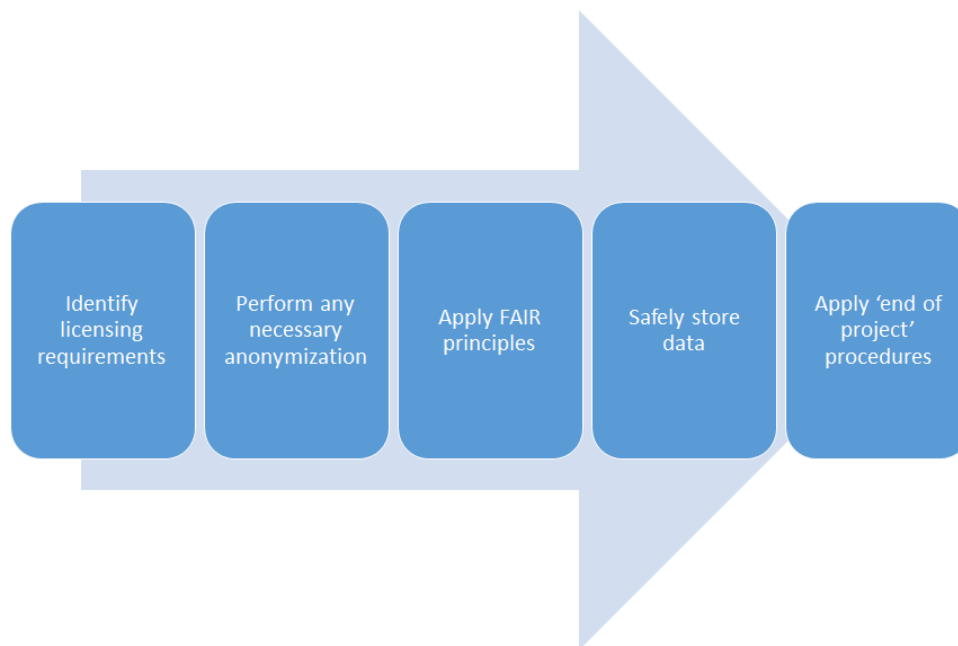 Identify
licensing
requirements
Perform any
necessary
anonymization
Apply FAIR
principles
Safely store
data
Apply ‘end of
project’
procedures